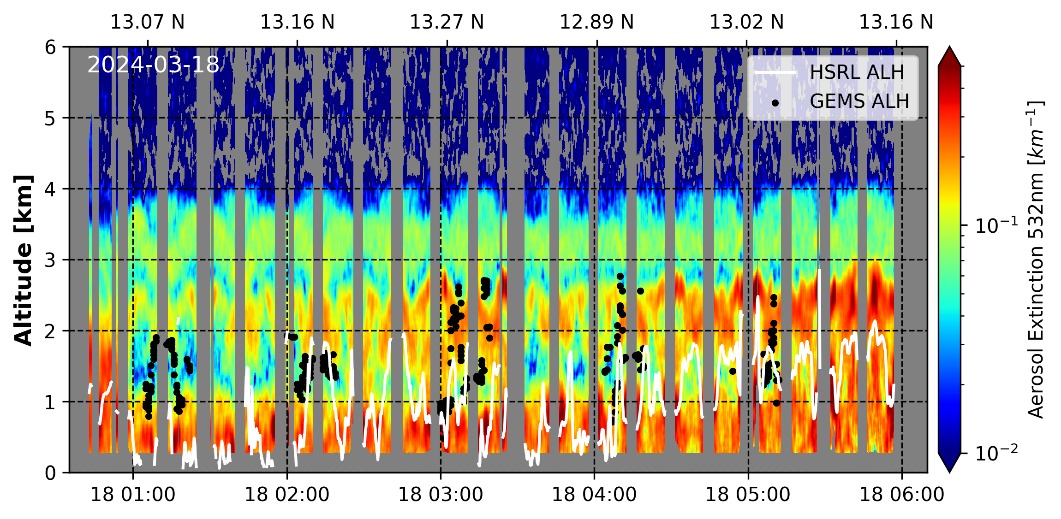 13.07 N 13.16 N 13.27 N 12.89 N 13.02 N 13.16 N
2024-03-18
HSRL ALH
GEMS ALH
6
5
4
3
2
1
0
Altitude [km]
18 01:00 18 02:00 18 03:00 18 04:00 18 05:00 18 06:00
10⁻¹
10⁻²
Aerosol Extinction 532nm [km⁻¹]